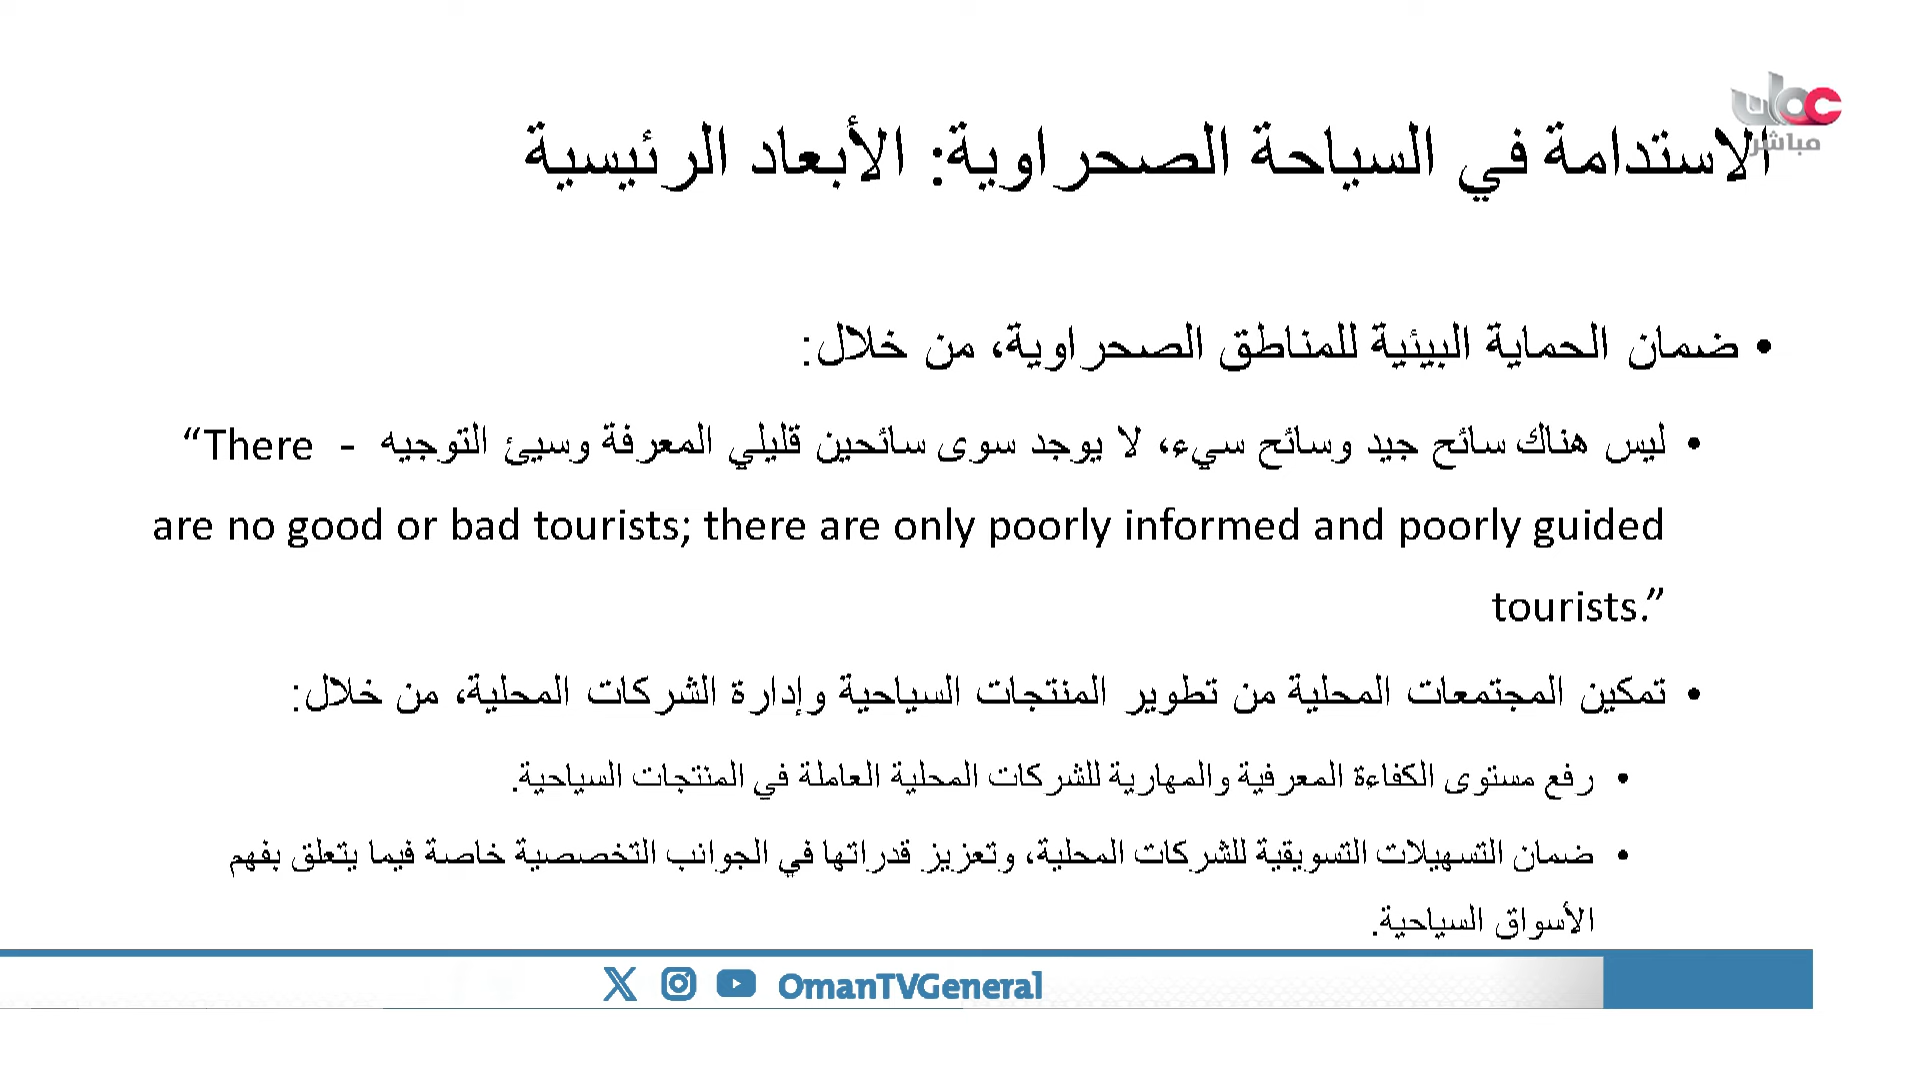 عمان
مباشر
الاستدامة في السياحة الصحراوية: الأبعاد الرئيسية
• ضمان الحماية البيئية للمناطق الصحراوية، من خلال:
• ليس هناك سائح جيد وسائح سيء، لا يوجد سوى سائحين قليلي المعرفة وسيئ التوجيه - “There
are no good or bad tourists; there are only poorly informed and poorly guided
tourists.”
• تمكين المجتمعات المحلية من تطوير المنتجات السياحية وإدارة الشركات المحلية، من خلال:
• رفع مستوى الكفاءة المعرفية والمهارية للشركات المحلية العاملة في المنتجات السياحية.
• ضمان التسهيلات التسويقية للشركات المحلية، وتعزيز قدراتها في الجوانب التخصصية خاصة فيما يتعلق بفهم
الأسواق السياحية.
OmanTVGeneral